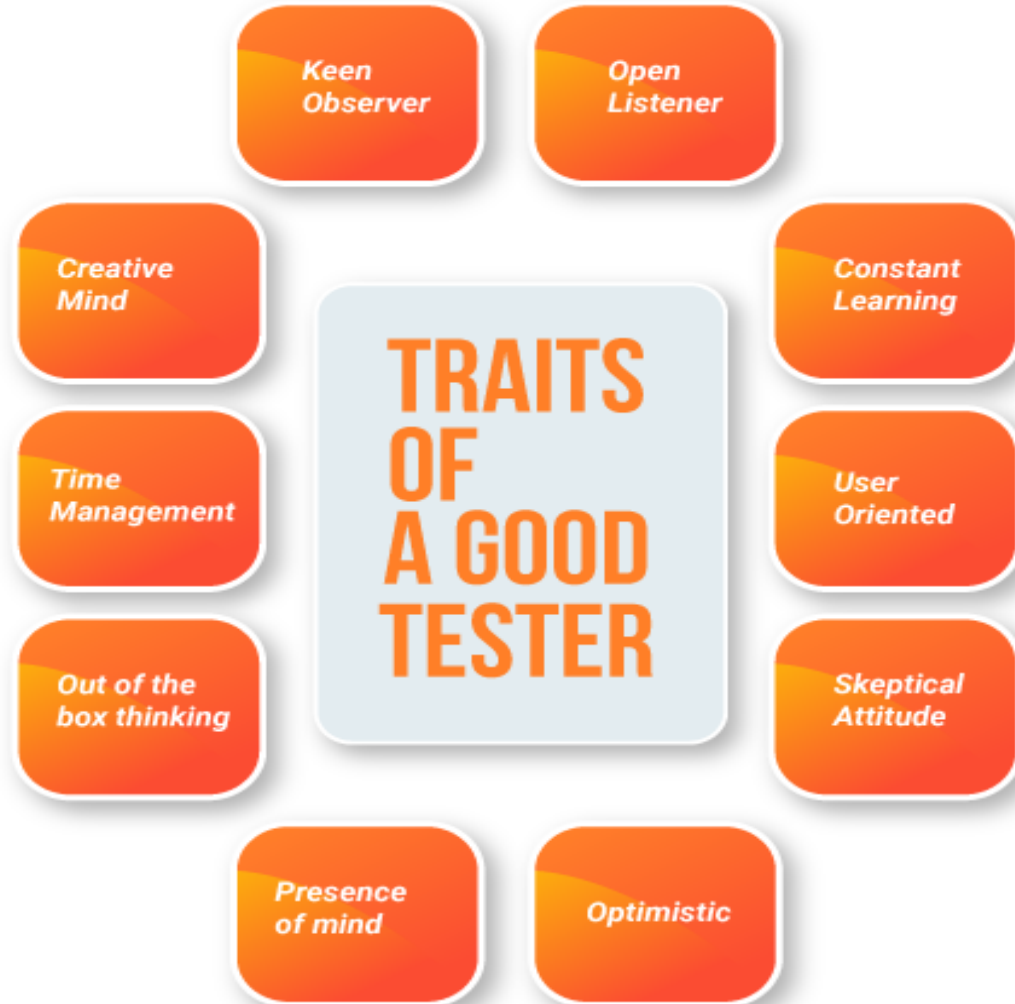 Keen
Observer
Open
Listener
Creative
Mind
Constant
Learning
TRAITS
OF
A GOOD
TESTER
Time
Management
User
Oriented
Out of the
box thinking
Skeptical
Attitude
Presence
of mind
Optimistic